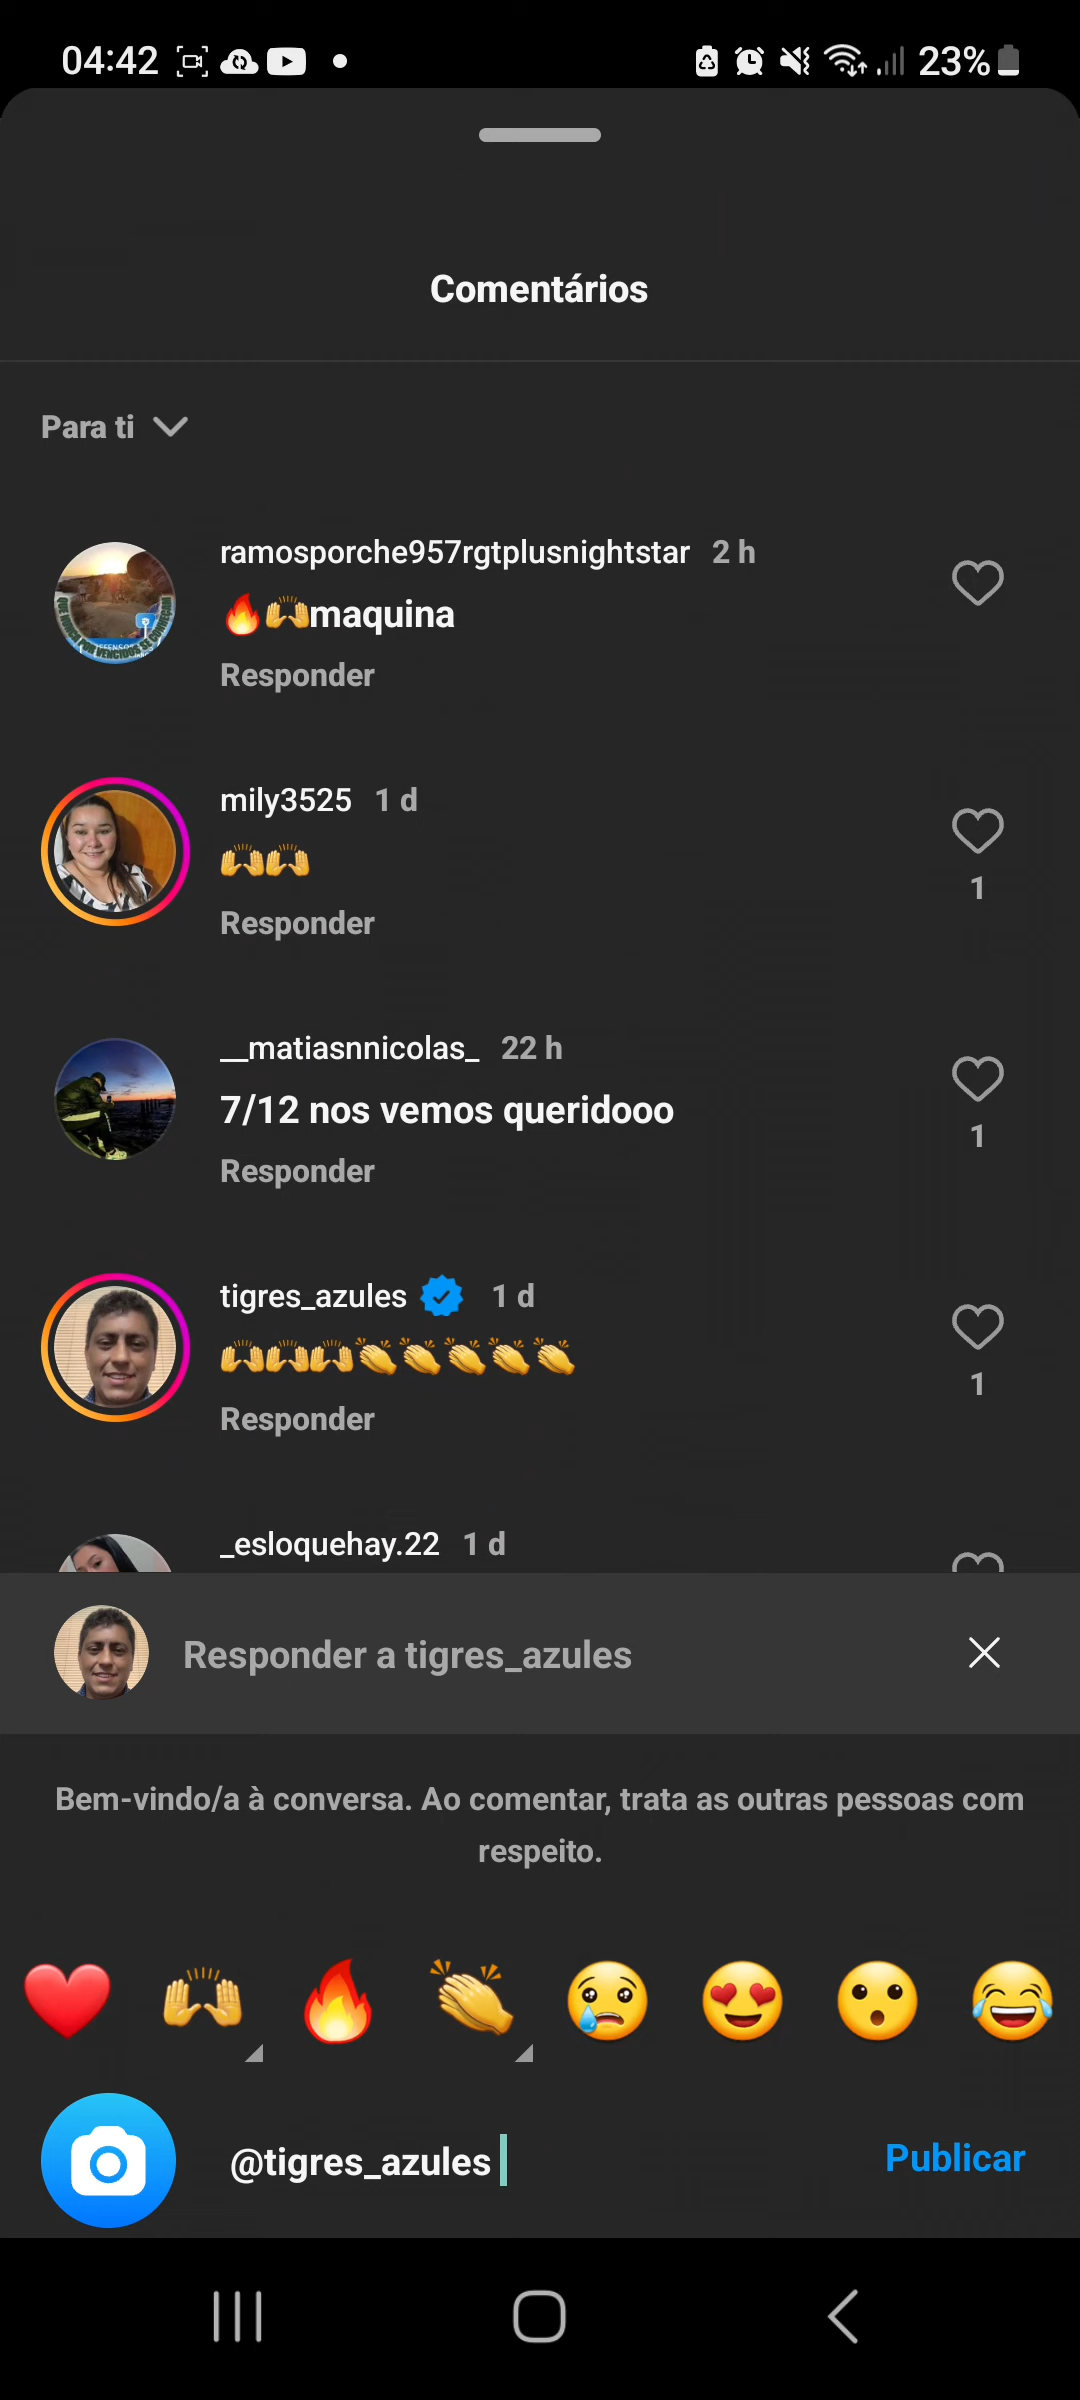 04:42
23%
Comentários
Para ti
ramosporche957rgtplusnightstar 2 h
🔥🙌maquina
Responder
mily3525 1 d
🙌🙌
1
Responder
__matiasnnicolas_ 22 h
7/12 nos vemos queridooo
1
Responder
tigres_azules 1 d
🙌🙌🙌👏👏👏👏👏
1
Responder
_esloquehay.22 1 d
Responder a tigres_azules
Bem-vindo/a à conversa. Ao comentar, trata as outras pessoas com
respeito.
❤️🙌🔥👏😢😍😮😂
@tigres_azules
Publicar